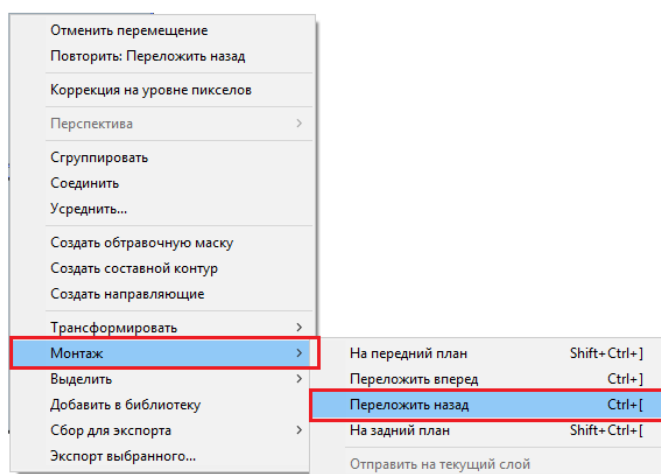 Отменить перемещение
Повторить: Переложить назад
Коррекция на уровне пикселов
Перспектива
Сгруппировать
Соединить
Усреднить...
Создать обтравочную маску
Создать составной контур
Создать направляющие
Трансформировать
Монтаж
Выделить
Добавить в библиотеку
Сбор для экспорта
Экспорт выбранного...
На передний план Shift+Ctrl+]
Переложить вперед Ctrl+]
Переложить назад Ctrl+[
На задний план Shift+Ctrl+[
Отправить на текущий слой